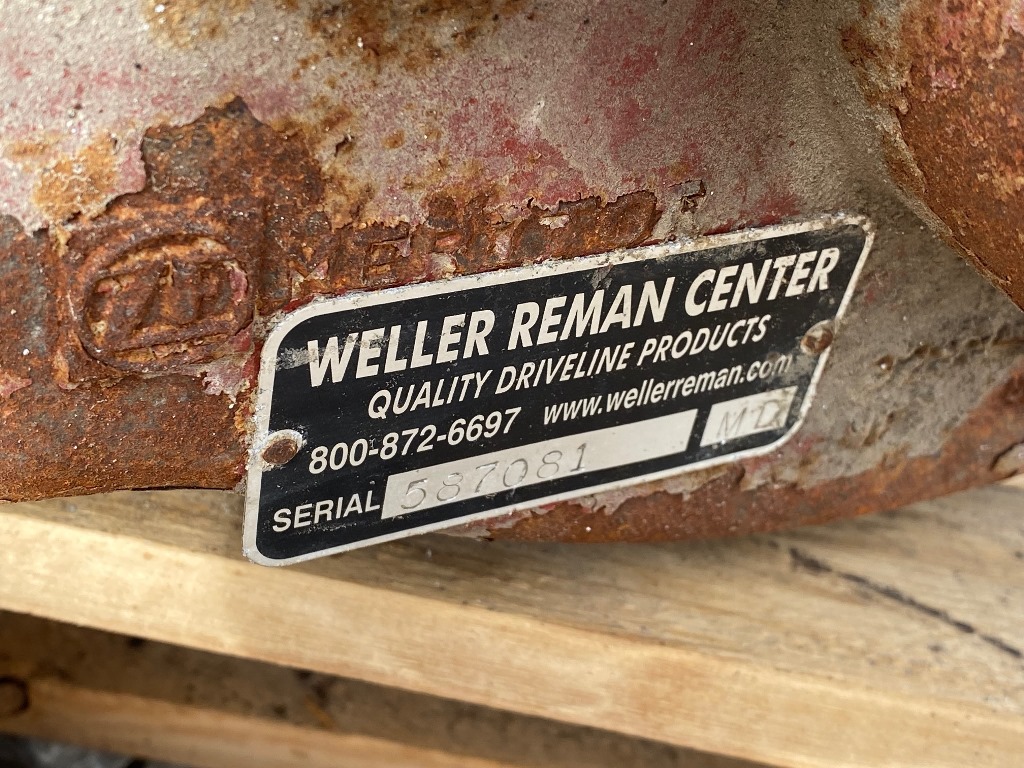 WELLER REMAN CENTER
QUALITY DRIVELINE PRODUCTS
800-872-6697 www.wellerreman.com
SERIAL 587081 MD